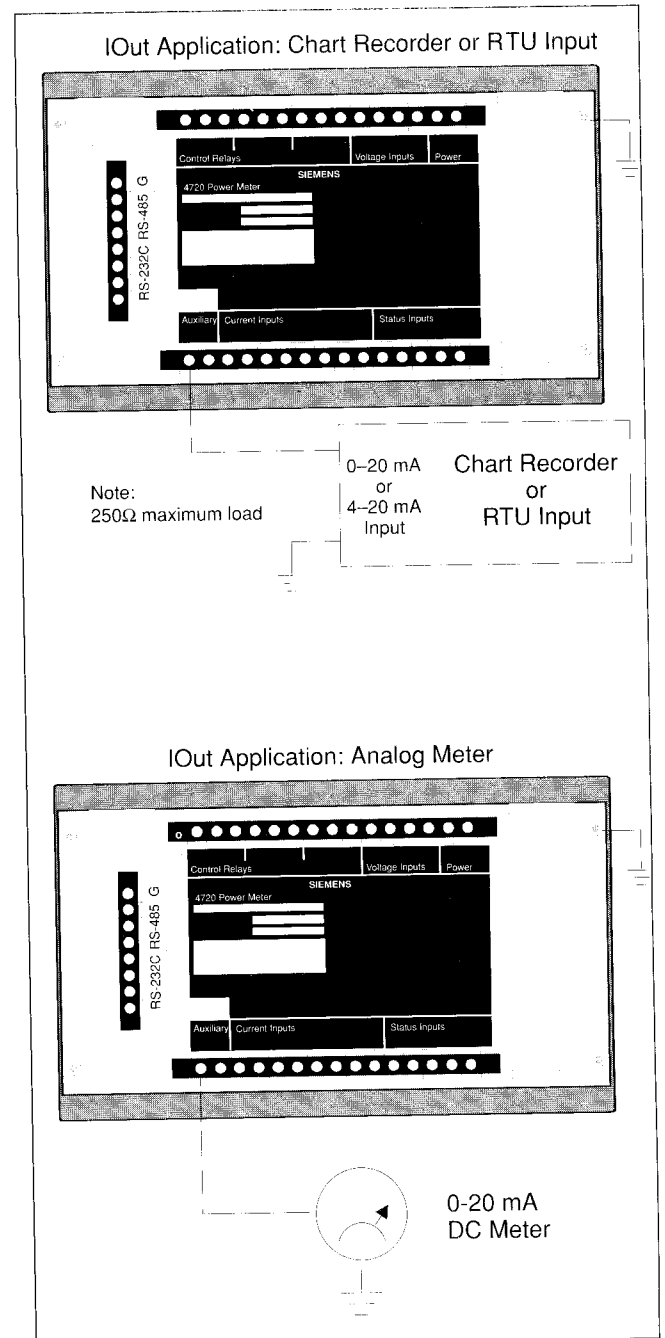 IOut Application: Chart Recorder or RTU Input
Control Relays
Voltage Inputs
Power
SIEMENS
4720 Power Meter
RS-232C RS-485 G
Auxiliary
Current Inputs
Status Inputs
Note:
250Ω maximum load
0–20 mA
or
4–20 mA
Input
Chart Recorder
or
RTU Input
IOut Application: Analog Meter
Control Relays
Voltage Inputs
Power
SIEMENS
4720 Power Meter
RS-232C RS-485 G
Auxiliary
Current Inputs
Status Inputs
0-20 mA
DC Meter